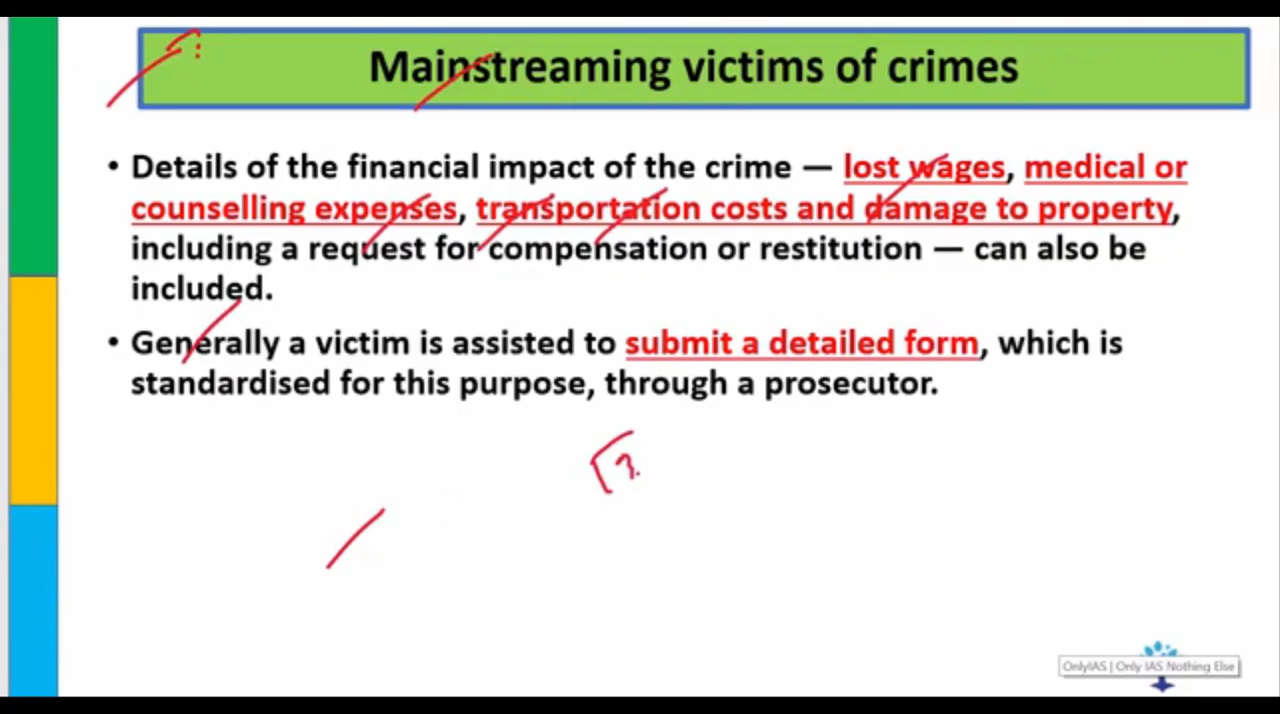 Mainstreaming victims of crimes
• Details of the financial impact of the crime — lost wages, medical or
counselling expenses, transportation costs and damage to property,
including a request for compensation or restitution — can also be
included.
• Generally a victim is assisted to submit a detailed form, which is
standardised for this purpose, through a prosecutor.
OnlyIAS | Only IAS Nothing Else